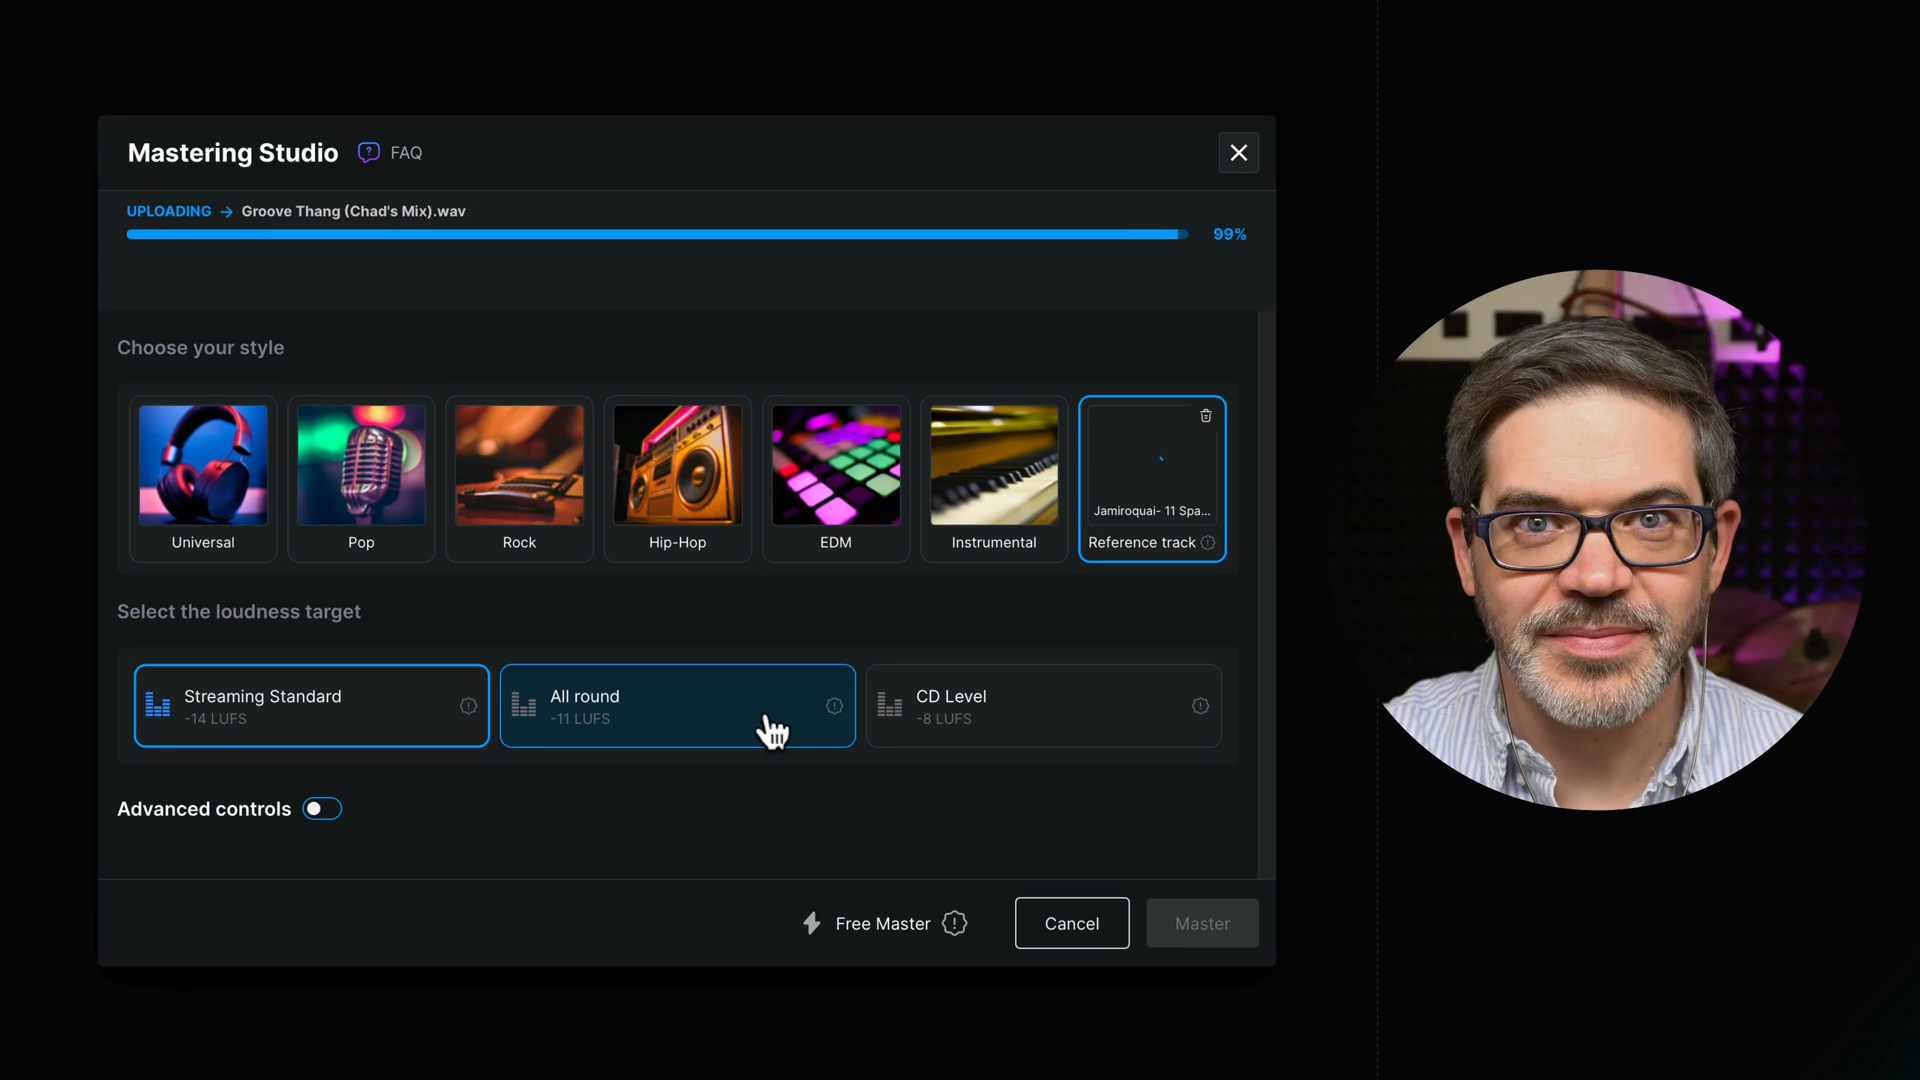 Mastering Studio
FAQ
UPLOADING → Groove Thang (Chad's Mix).wav
99%
Choose your style
Universal
Pop
Rock
Hip-Hop
EDM
Instrumental
Jamiroquai- 11 Spa...
Reference track
Select the loudness target
Streaming Standard
-14 LUFS
All round
-11 LUFS
CD Level
-8 LUFS
Advanced controls
Free Master
Cancel
Master